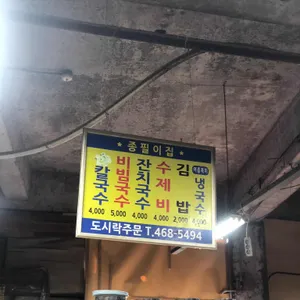 * 종필이집 *
칼국수 4,000
비빔국수 5,000
잔치국수 4,000
수제비 4,000
김밥 2,000
냉국수
도시락주문 T.468-5494